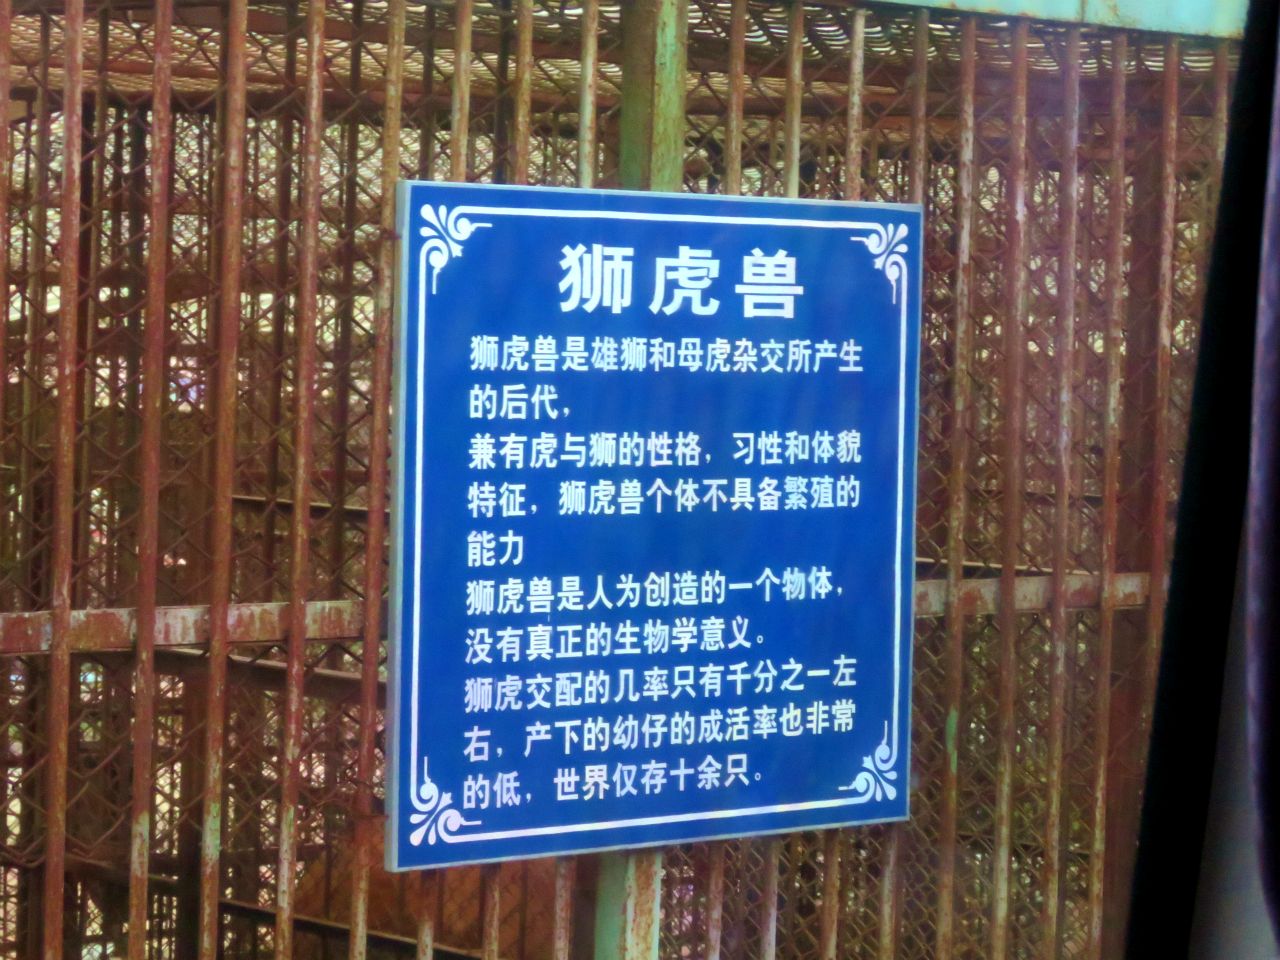 狮虎兽
狮虎兽是雄狮和母虎杂交所产生
的后代，
兼有虎与狮的性格，习性和体貌
特征，狮虎兽个体不具备繁殖的
能力
狮虎兽是人为创造的一个物体，
没有真正的生物学意义。
狮虎交配的几率只有千分之一左
右，产下的幼仔的成活率也非常
的低，世界仅存十余只。